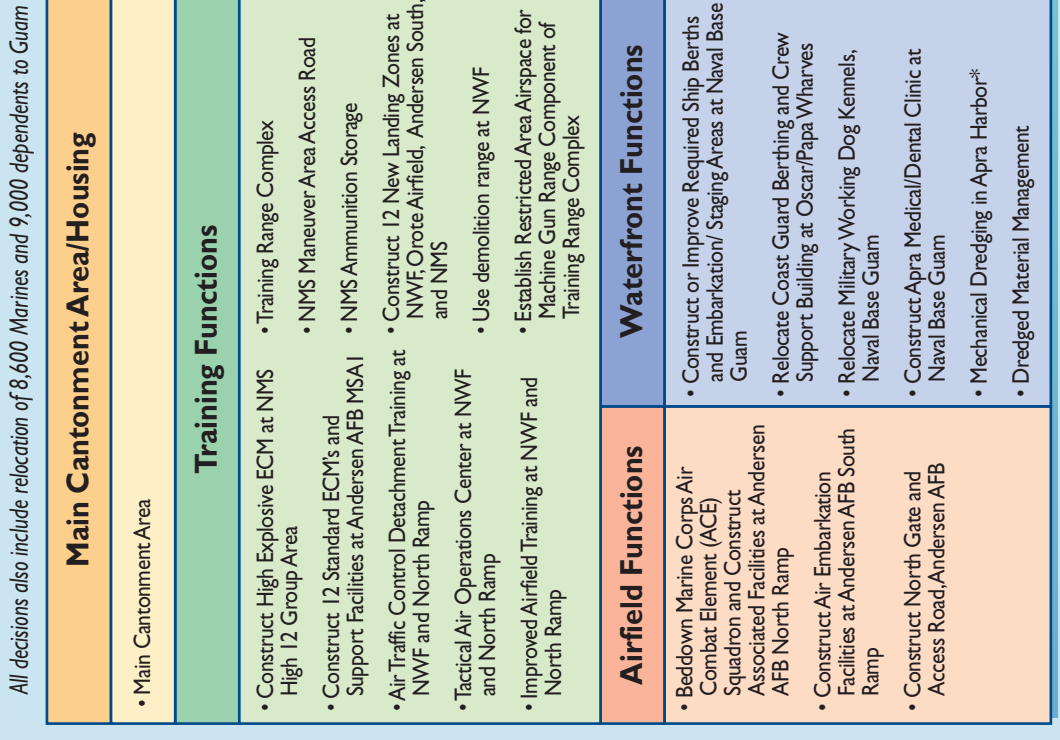 All decisions also include relocation of 8,600 Marines and 9,000 dependents to Guam
Main Cantonment Area/Housing
• Main Cantonment Area
Training Functions
• Construct High Explosive ECM at NMS
High 12 Group Area
• Construct 12 Standard ECM's and
Support Facilities at Andersen AFB MSA1
• Air Traffic Control Detachment Training at
NWF and North Ramp
• Tactical Air Operations Center at NWF
and North Ramp
• Improved Airfield Training at NWF and
North Ramp
• Training Range Complex
• NMS Maneuver Area Access Road
• NMS Ammunition Storage
• Construct 12 New Landing Zones at
NWF, Orote Airfield, Andersen South,
and NMS
• Use demolition range at NWF
• Establish Restricted Area Airspace for
Machine Gun Range Component of
Training Range Complex
Airfield Functions
• Beddown Marine Corps Air
Combat Element (ACE)
Squadron and Construct
Associated Facilities at Andersen
AFB North Ramp
• Construct Air Embarkation
Facilities at Andersen AFB South
Ramp
• Construct North Gate and
Access Road, Andersen AFB
Waterfront Functions
• Construct or Improve Required Ship Berths
and Embarkation/ Staging Areas at Naval Base
Guam
• Relocate Coast Guard Berthing and Crew
Support Building at Oscar/Papa Wharves
• Relocate Military Working Dog Kennels,
Naval Base Guam
• Construct Apra Medical/Dental Clinic at
Naval Base Guam
• Mechanical Dredging in Apra Harbor*
• Dredged Material Management